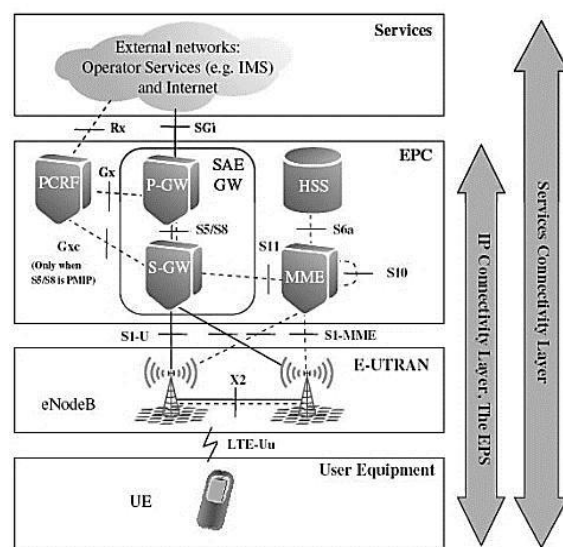 Services
External networks:
Operator Services (e.g. IMS)
and Internet
Rx
SGi
EPC
SAE
GW
PCRF
Gx
P-GW
HSS
S5/S8
S6a
Gxc
(Only when
S5/S8 is PMIP)
S-GW
S11
MME
S10
S1-U
S1-MME
E-UTRAN
X2
eNodeB
LTE-Uu
User Equipment
UE
IP Connectivity Layer, The EPS
Services Connectivity Layer